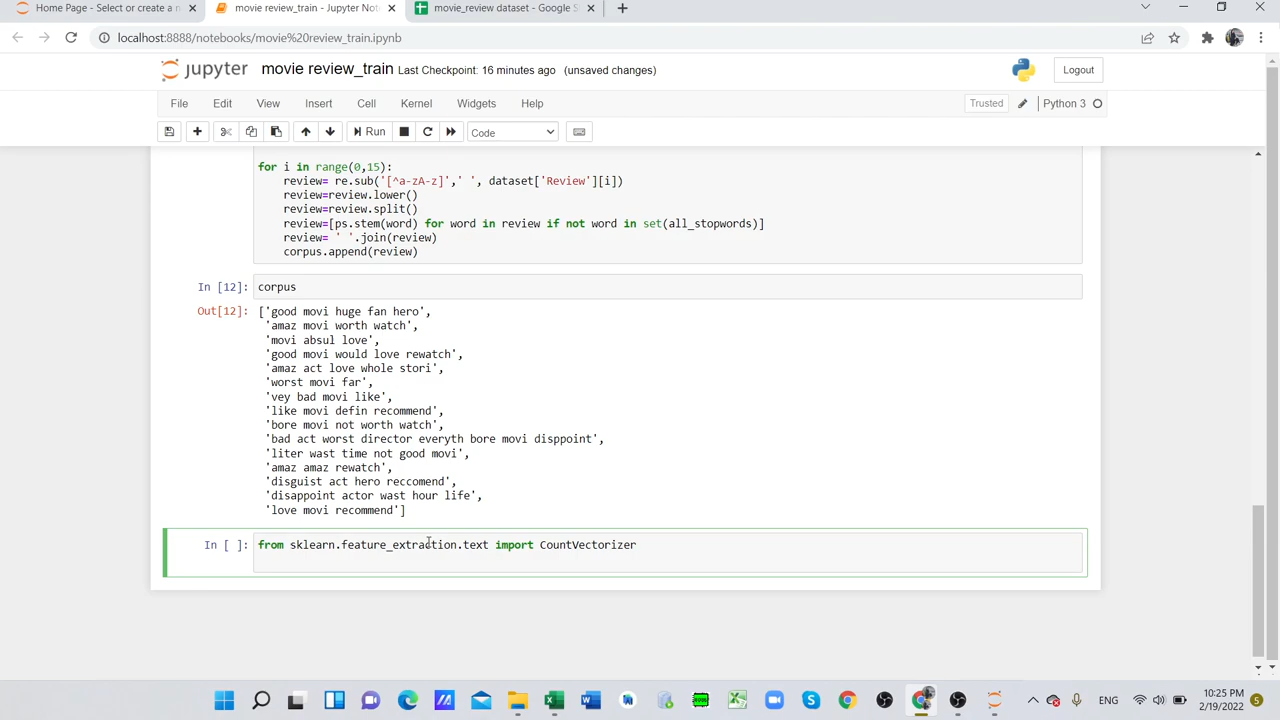 Home Page - Select or create a n
movie review_train - Jupyter Not
movie_review dataset - Google S
localhost:8888/notebooks/movie%20review_train.ipynb
jupyter movie review_train Last Checkpoint: 16 minutes ago (unsaved changes)
Logout
File Edit View Insert Cell Kernel Widgets Help
Trusted
Python 3
Run
Code
for i in range(0,15):
review= re.sub('[^a-zA-z]',' ', dataset['Review'][i])
review=review.lower()
review=review.split()
review=[ps.stem(word) for word in review if not word in set(all_stopwords)]
review= ' '.join(review)
corpus.append(review)
In [12]: corpus
Out[12]: ['good movi huge fan hero',
'amaz movi worth watch',
'movi absul love',
'good movi would love rewatch',
'amaz act love whole stori',
'worst movi far',
'vey bad movi like',
'like movi defin recommend',
'bore movi not worth watch',
'bad act worst director everyth bore movi disppoint',
'liter wast time not good movi',
'amaz amaz rewatch',
'disguist act hero reccomend',
'disappoint actor wast hour life',
'love movi recommend']
In [ ]: from sklearn.feature_extraction.text import CountVectorizer
ENG
10:25 PM
2/19/2022
5